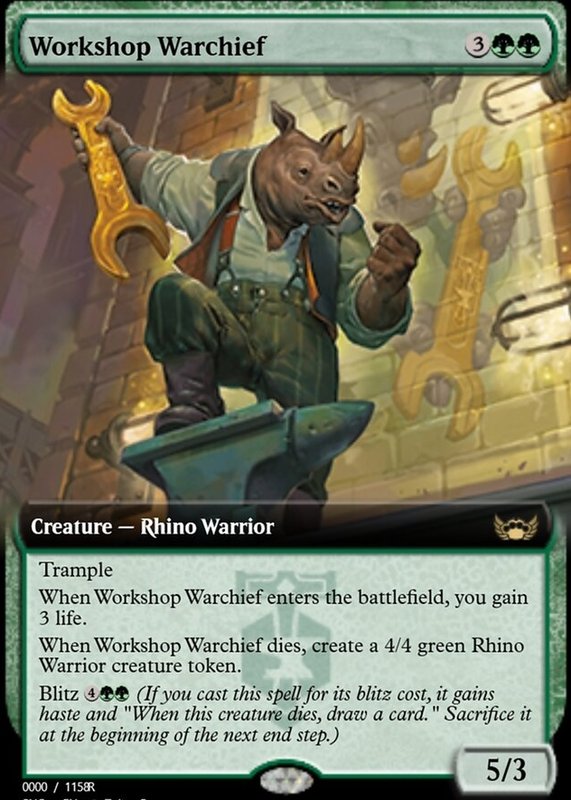 Workshop Warchief 3
Creature — Rhino Warrior
Trample
When Workshop Warchief enters the battlefield, you gain
3 life.
When Workshop Warchief dies, create a 4/4 green Rhino
Warrior creature token.
Blitz 4 (If you cast this spell for its blitz cost, it gains
haste and "When this creature dies, draw a card." Sacrifice it
at the beginning of the next end step.)
5/3
0000 / 1158R